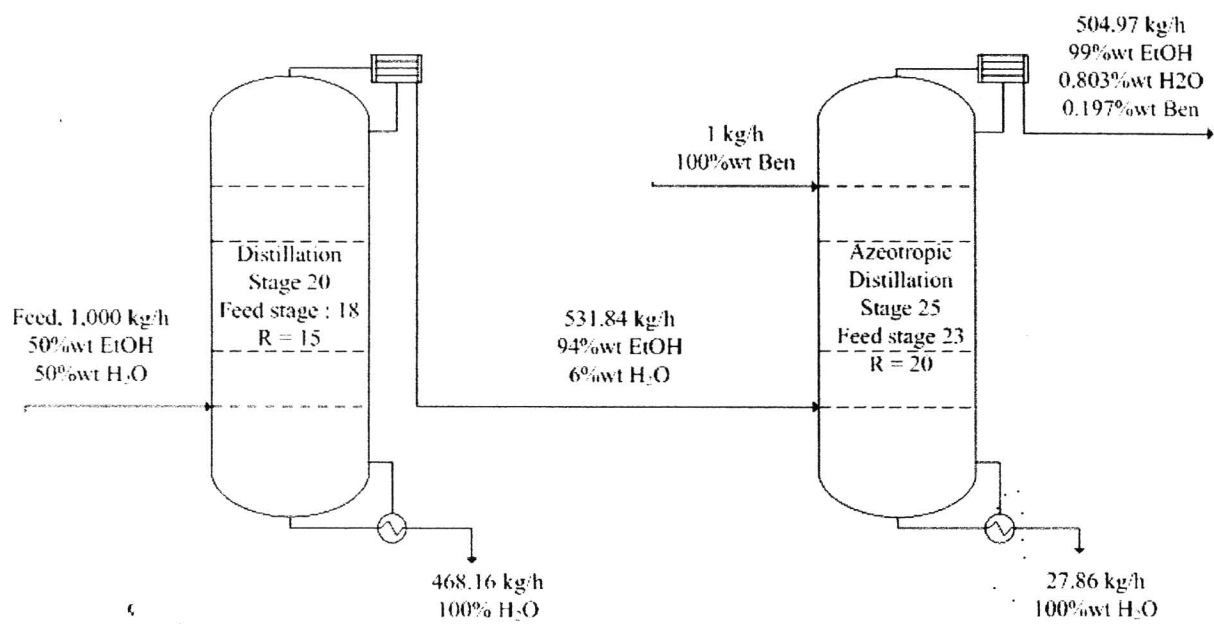 504.97 kg/h
99%wt EtOH
0.803%wt H2O
0.197%wt Ben
1 kg/h
100%wt Ben
Distillation
Stage 20
Feed stage : 18
R = 15
Azeotropic
Distillation
Stage 25
Feed stage 23
R = 20
Feed, 1,000 kg/h
50%wt EtOH
50%wt H₂O
531.84 kg/h
94%wt EtOH
6%wt H₂O
468.16 kg/h
100% H₂O
27.86 kg/h
100%wt H₂O